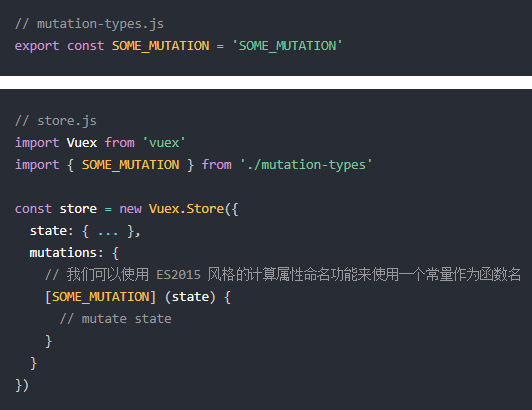 // mutation-types.js
export const SOME_MUTATION = 'SOME_MUTATION'
// store.js
import Vuex from 'vuex'
import { SOME_MUTATION } from './mutation-types'
const store = new Vuex.Store({
state: { ... },
mutations: {
// 我们可以使用 ES2015 风格的计算属性命名功能来使用一个常量作为函数名
[SOME_MUTATION] (state) {
// mutate state
}
}
})